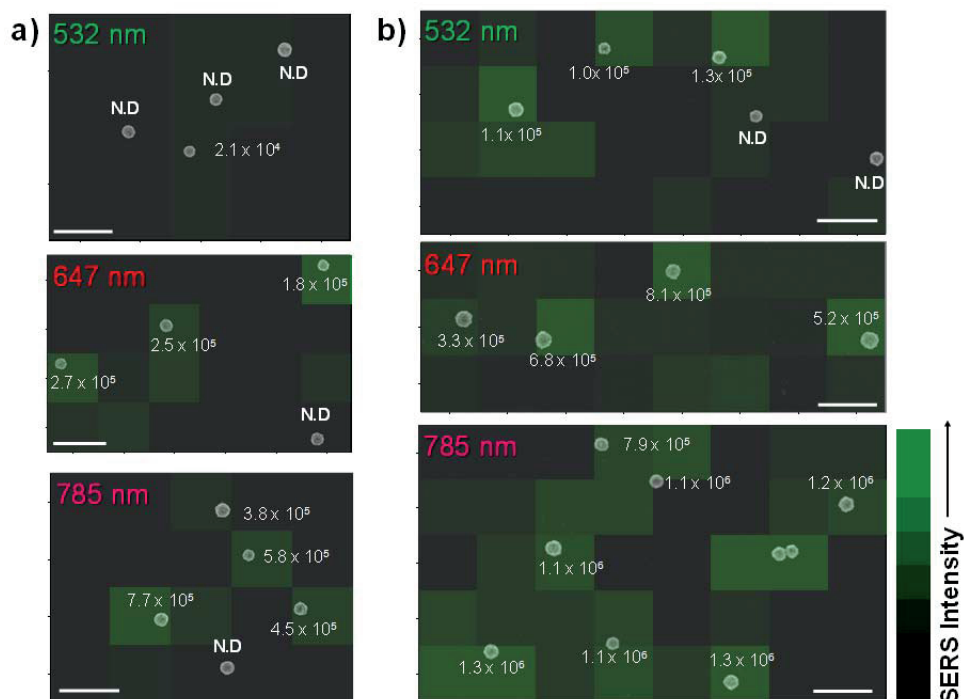 a)
532 nm
N.D
N.D
N.D
2.1 x 10⁴
647 nm
1.8 x 10⁵
2.5 x 10⁵
2.7 x 10⁵
N.D
785 nm
3.8 x 10⁵
5.8 x 10⁵
7.7 x 10⁵
4.5 x 10⁵
N.D
b)
532 nm
1.0 x 10⁵
1.3 x 10⁵
1.1 x 10⁵
N.D
N.D
647 nm
8.1 x 10⁵
5.2 x 10⁵
3.3 x 10⁵
6.8 x 10⁵
785 nm
7.9 x 10⁵
1.1 x 10⁶
1.2 x 10⁶
1.1 x 10⁶
1.3 x 10⁶
1.1 x 10⁶
1.3 x 10⁶
SERS Intensity